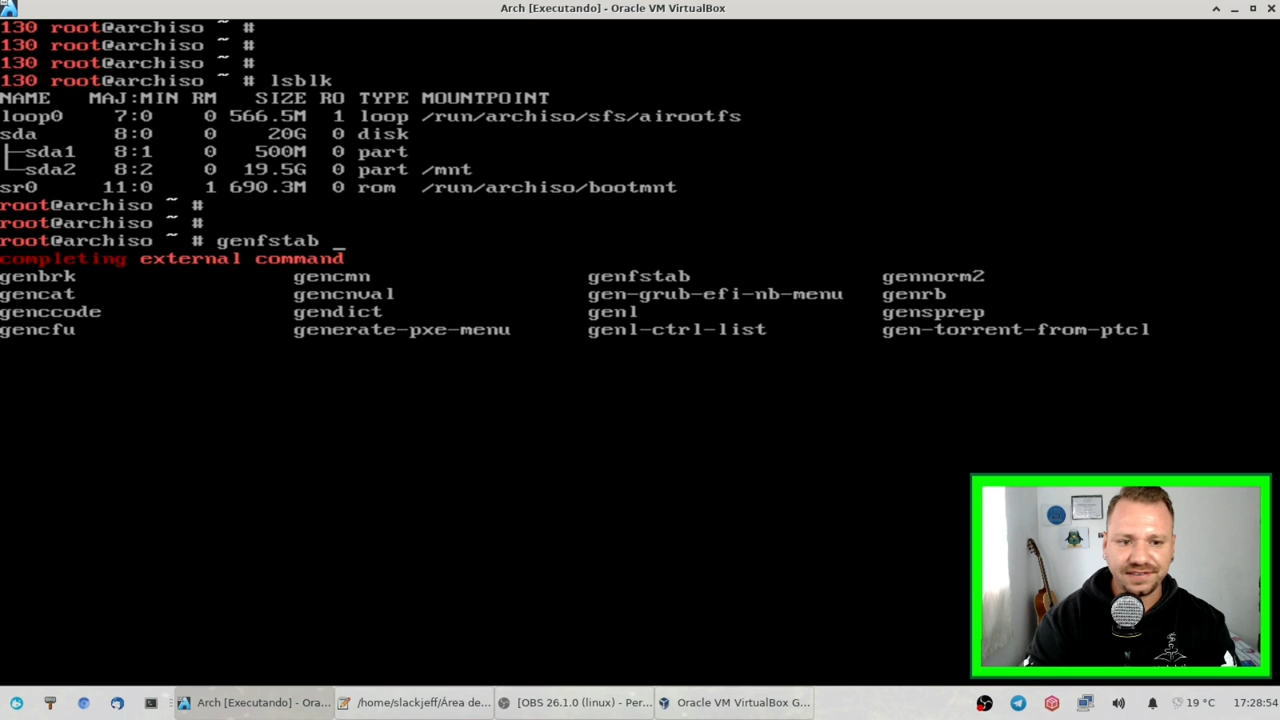 Arch [Executando] - Oracle VM VirtualBox
130 root@archiso ~ #
130 root@archiso ~ #
130 root@archiso ~ #
130 root@archiso ~ # lsblk
NAME MAJ:MIN RM SIZE RO TYPE MOUNTPOINT
loop0 7:0 0 566.5M 1 loop /run/archiso/sfs/airootfs
sda 8:0 0 20G 0 disk
├─sda1 8:1 0 500M 0 part
└─sda2 8:2 0 19.5G 0 part /mnt
sr0 11:0 1 690.3M 0 rom /run/archiso/bootmnt
root@archiso ~ #
root@archiso ~ #
root@archiso ~ # genfstab _
completing external command
genbrk gencmn genfstab gennorm2
gencat gencnval gen-grub-efi-nb-menu genrb
genccode gendict genl gensprep
gencfu generate-pxe-menu genl-ctrl-list gen-torrent-from-ptcl
Arch [Executando] - Ora... /home/slackjeff/Área de... [OBS 26.1.0 (linux) - Per... Oracle VM VirtualBox G... 19 °C 17:28:54